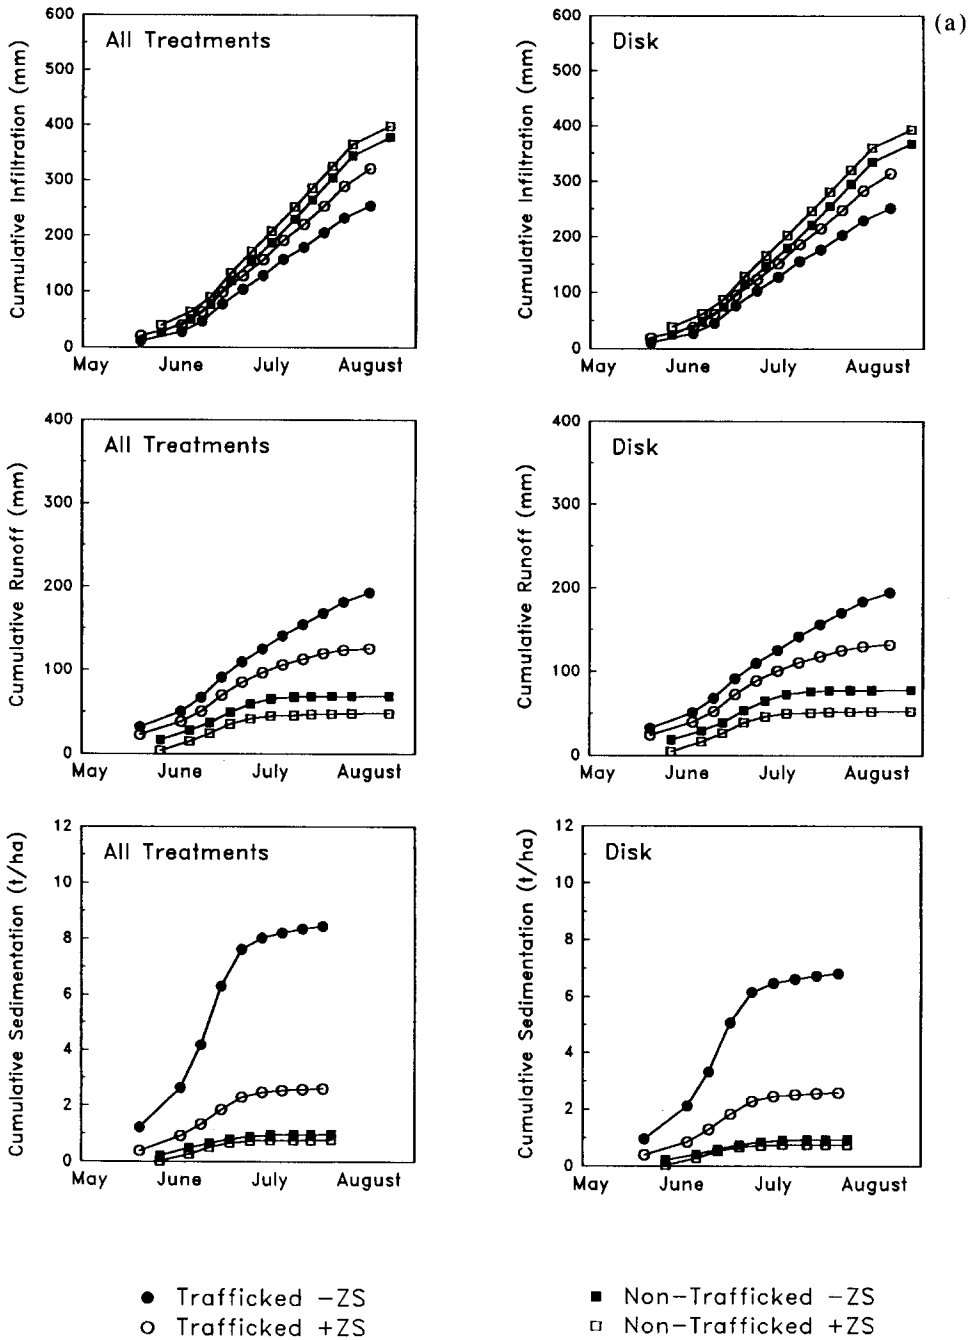 (a)
All Treatments
Cumulative Infiltration (mm)
600
500
400
300
200
100
0
May June July August
Disk
Cumulative Infiltration (mm)
600
500
400
300
200
100
0
May June July August
All Treatments
Cumulative Runoff (mm)
400
300
200
100
0
May June July August
Disk
Cumulative Runoff (mm)
400
300
200
100
0
May June July August
All Treatments
Cumulative Sedimentation (t/ha)
12
10
8
6
4
2
0
May June July August
Disk
Cumulative Sedimentation (t/ha)
12
10
8
6
4
2
0
May June July August
Trafficked -ZS
Trafficked +ZS
Non-Trafficked -ZS
Non-Trafficked +ZS